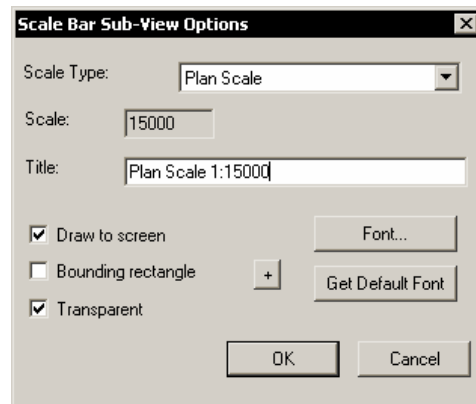 Scale Bar Sub-View Options
Scale Type: Plan Scale
Scale: 15000
Title: Plan Scale 1:15000
Draw to screen Font...
Bounding rectangle + Get Default Font
Transparent
OK Cancel